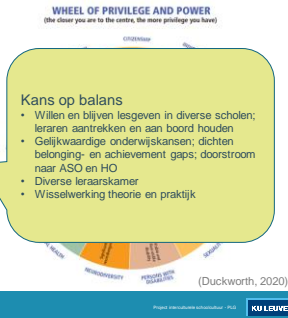 WHEEL OF PRIVILEGE AND POWER
(the closer you are to the centre, the more privilege you have)
CITIZENSHIP
Kans op balans
• Willen en blijven lesgeven in diverse scholen;
leraren aantrekken en aan boord houden
• Gelijkwaardige onderwijskansen; dichten
belonging- en achievement gaps; doorstroom
naar ASO en HO
• Diverse leraarskamer
• Wisselwerking theorie en praktijk
HEALTH
NEURODIVERSITY
PERSONS WITH
DISABILITIES
(Duckworth, 2020)
KU LEUVE